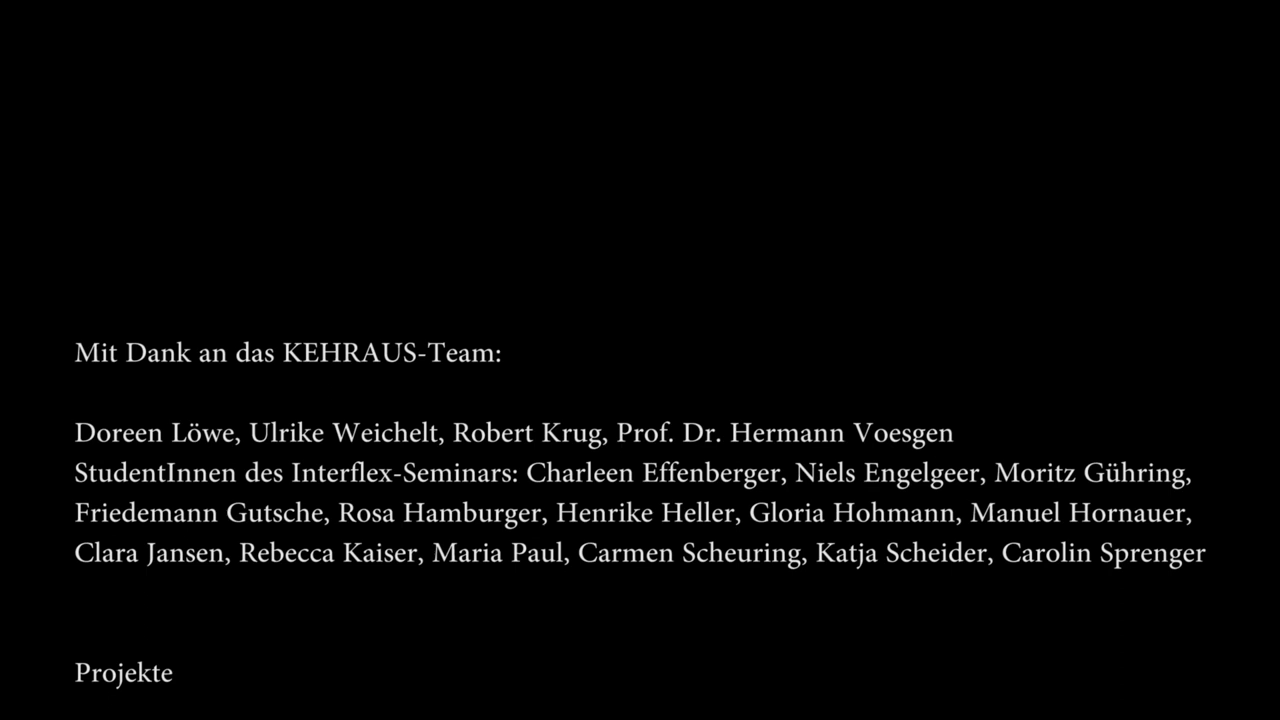 Mit Dank an das KEHRAUS-Team:
Doreen Löwe, Ulrike Weichelt, Robert Krug, Prof. Dr. Hermann Voesgen
StudentInnen des Interflex-Seminars: Charleen Effenberger, Niels Engelgeer, Moritz Gühring,
Friedemann Gutsche, Rosa Hamburger, Henrike Heller, Gloria Hohmann, Manuel Hornauer,
Clara Jansen, Rebecca Kaiser, Maria Paul, Carmen Scheuring, Katja Scheider, Carolin Sprenger
Projekte